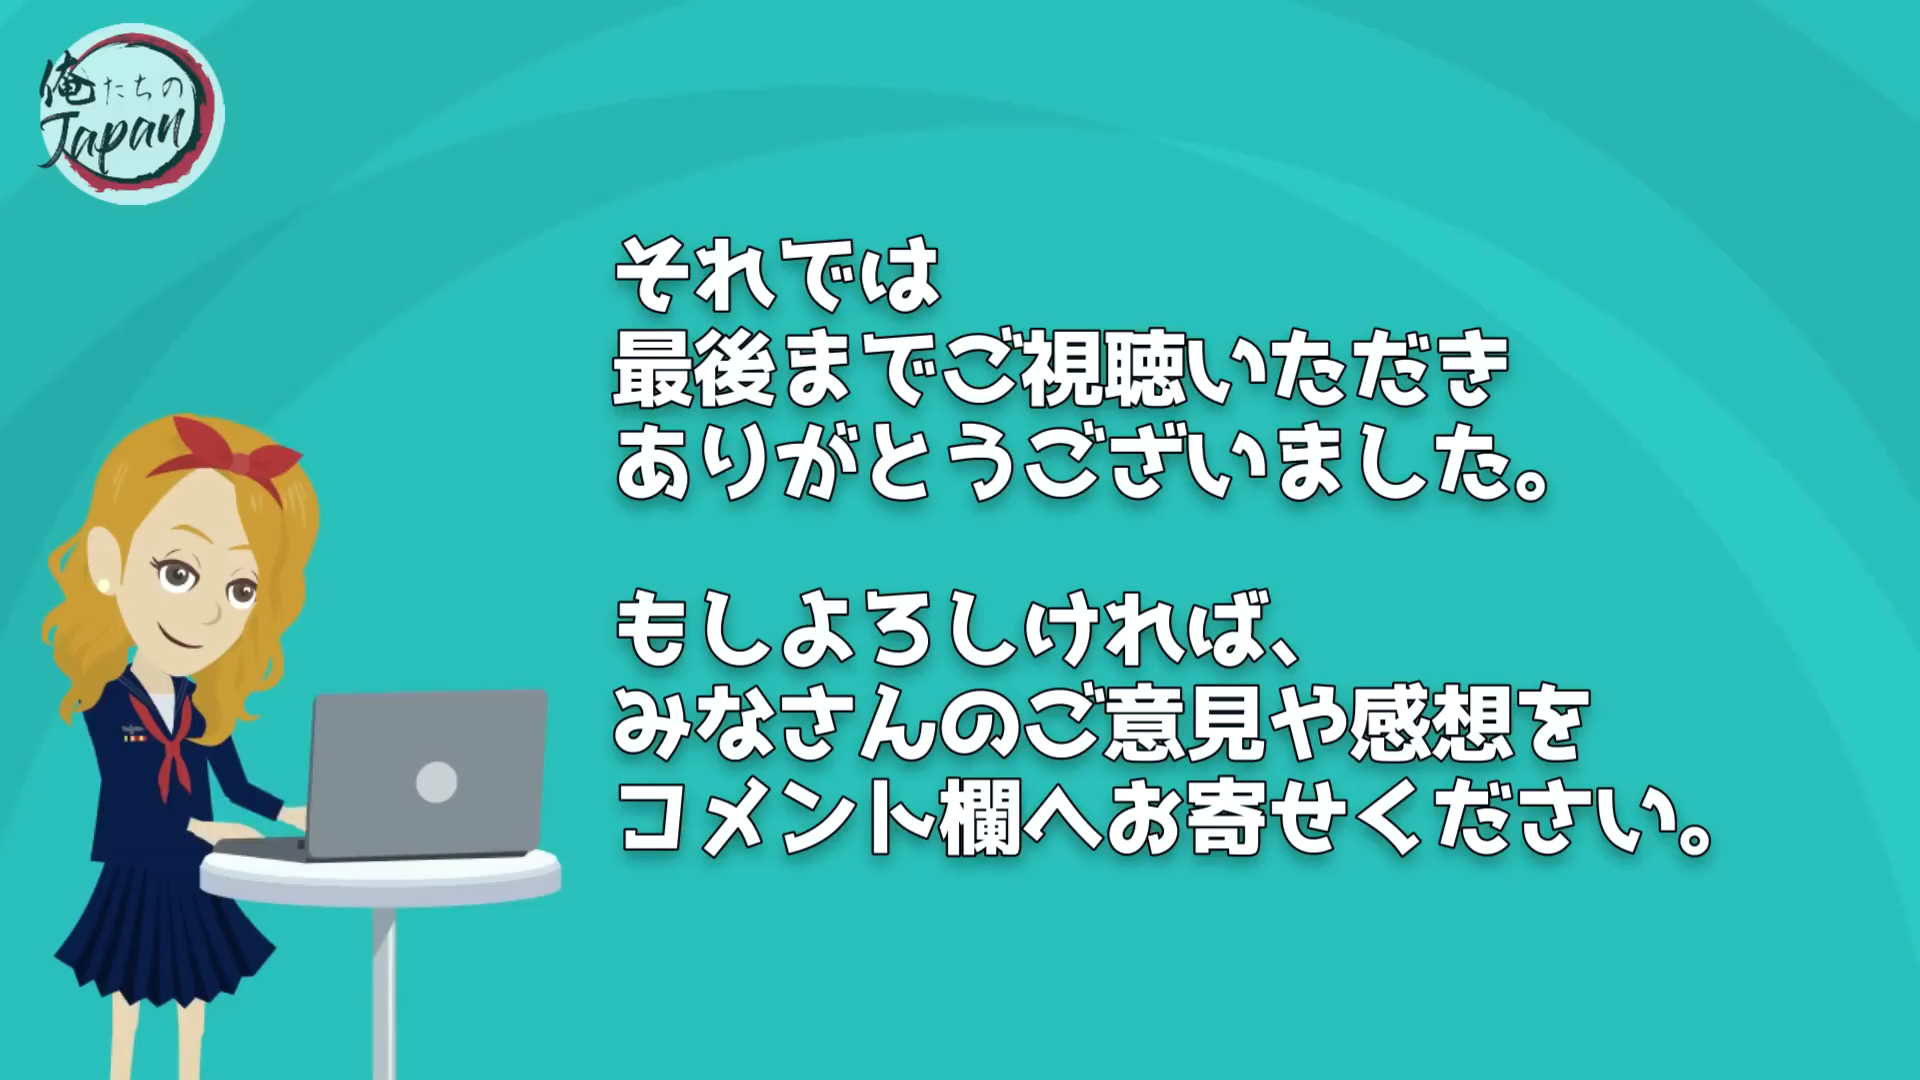 俺たちの
Japan
それでは
最後までご視聴いただき
ありがとうございました。
もしよろしければ、
みなさんのご意見や感想を
コメント欄へお寄せください。